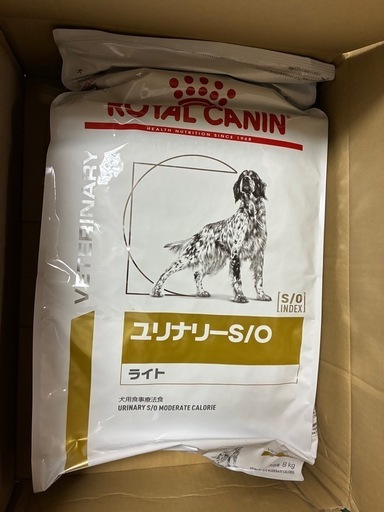 ROYAL CANIN
HEALTH NUTRITION SINCE 1968
VETERINARY
S/O
INDEX
ユリナリーS/O
ライト
犬用食事療法食
URINARY S/O MODERATE CALORIE
8kg